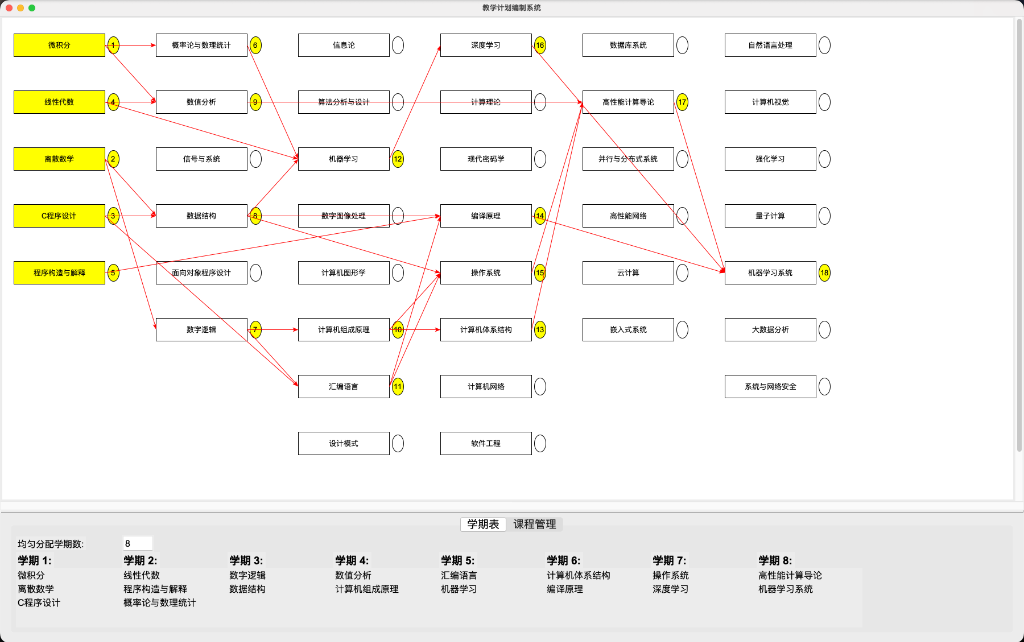 教学计划编制系统
微积分 1 概率论与数理统计 6 信息论 深度学习 16 数据库系统 自然语言处理
线性代数 4 数值分析 9 算法分析与设计 计算理论 高性能计算导论 17 计算机视觉
离散数学 2 信号与系统 机器学习 12 现代密码学 并行与分布式系统 强化学习
C程序设计 3 数据结构 8 数字图像处理 编译原理 14 高性能网络 量子计算
程序构造与解释 5 面向对象程序设计 计算机图形学 操作系统 15 云计算 机器学习系统 18
数字逻辑 7 计算机组成原理 10 计算机体系结构 13 嵌入式系统 大数据分析
汇编语言 11 计算机网络 系统与网络安全
设计模式 软件工程
学期表 课程管理
均匀分配学期数: 8
学期 1: 学期 2: 学期 3: 学期 4: 学期 5: 学期 6: 学期 7: 学期 8:
微积分 线性代数 数字逻辑 数值分析 汇编语言 计算机体系结构 操作系统 高性能计算导论
离散数学 程序构造与解释 数据结构 计算机组成原理 机器学习 编译原理 深度学习 机器学习系统
C程序设计 概率论与数理统计